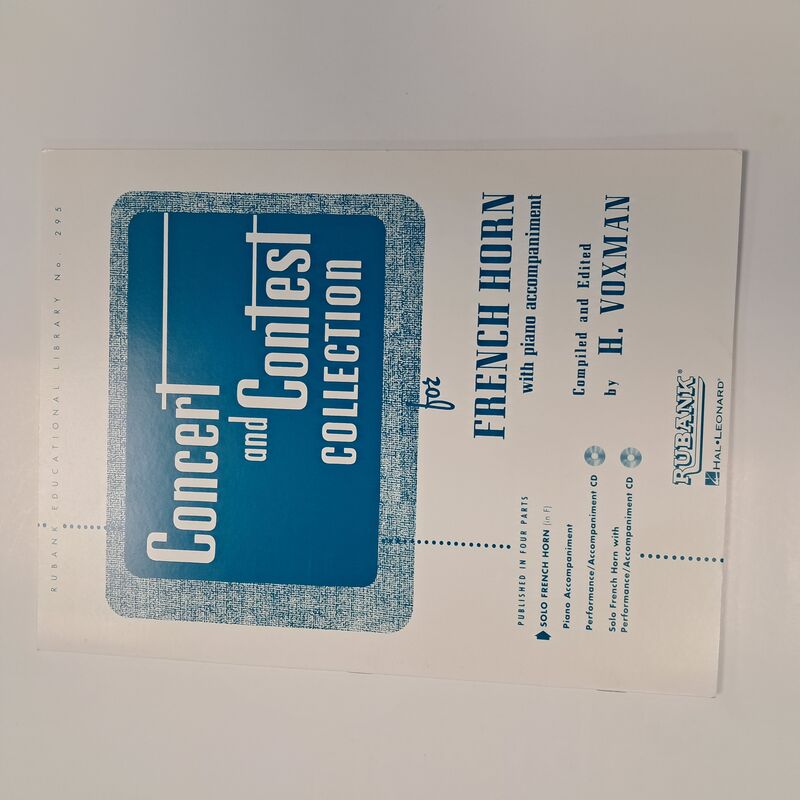 RUBANK EDUCATIONAL LIBRARY No. 295
Concert
and Contest
COLLECTION
for
FRENCH HORN
with piano accompaniment
Compiled and Edited
by H. VOXMAN
PUBLISHED IN FOUR PARTS
SOLO FRENCH HORN (in F)
Piano Accompaniment
Performance/Accompaniment CD
Solo French Horn with
Performance/Accompaniment CD
RUBANK®
HAL•LEONARD®